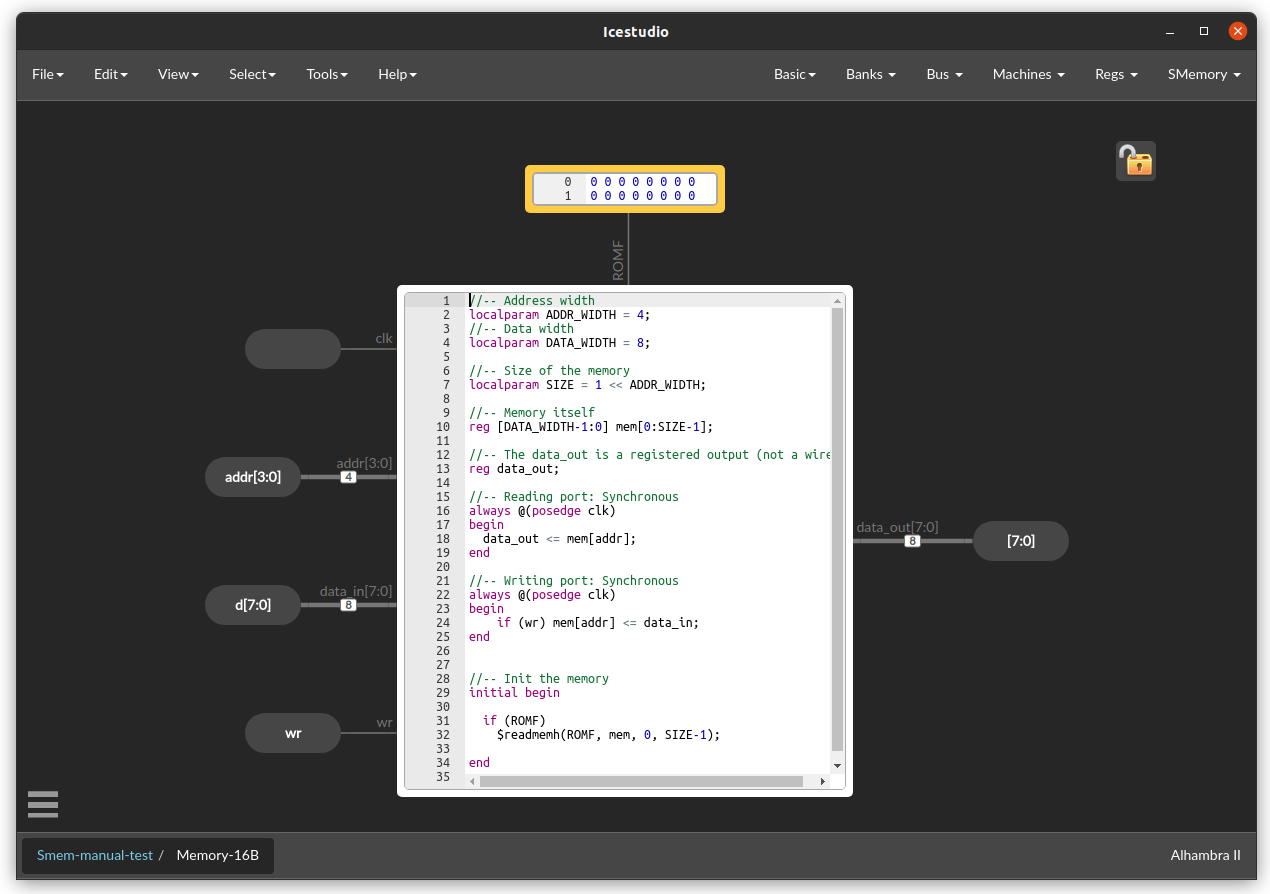 Icestudio
File Edit View Select Tools Help Basic Banks Bus Machines Regs SMemory
0 0 0 0 0 0 0 0 0
1 0 0 0 0 0 0 0 0
ROMF
clk
addr[3:0]
addr[3:0]
4
data_in[7:0]
d[7:0]
8
wr
wr
1 //-- Address width
2 localparam ADDR_WIDTH = 4;
3 //-- Data width
4 localparam DATA_WIDTH = 8;
5
6 //-- Size of the memory
7 localparam SIZE = 1 << ADDR_WIDTH;
8
9 //-- Memory itself
10 reg [DATA_WIDTH-1:0] mem[0:SIZE-1];
11
12 //-- The data_out is a registered output (not a wire
13 reg data_out;
14
15 //-- Reading port: Synchronous
16 always @(posedge clk)
17 begin
18 data_out <= mem[addr];
19 end
20
21 //-- Writing port: Synchronous
22 always @(posedge clk)
23 begin
24 if (wr) mem[addr] <= data_in;
25 end
26
27
28 //-- Init the memory
29 initial begin
30
31 if (ROMF)
32 $readmemh(ROMF, mem, 0, SIZE-1);
33
34 end
35
data_out[7:0]
8
[7:0]
Smem-manual-test / Memory-16B
Alhambra II